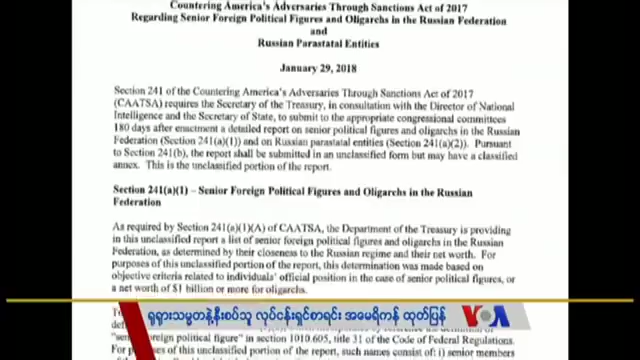 Countering America's Adversaries Through Sanctions Act of 2017
Regarding Senior Foreign Political Figures and Oligarchs in the Russian Federation
and
Russian Parastatal Entities
January 29, 2018
Section 241 of the Countering America's Adversaries Through Sanctions Act of 2017
(CAATSA) requires the Secretary of the Treasury, in consultation with the Director of National
Intelligence and the Secretary of State, to submit to the appropriate congressional committees
180 days after enactment a detailed report on senior political figures and oligarchs in the Russian
Federation (Section 241(a)(1)) and on Russian parastatal entities (Section 241(a)(2)). Pursuant
to Section 241(b), the report shall be submitted in an unclassified form but may have a classified
annex. This is the unclassified portion of the report.
Section 241(a)(1) – Senior Foreign Political Figures and Oligarchs in the Russian
Federation
As required by Section 241(a)(1)(A) of CAATSA, the Department of the Treasury is providing
in this unclassified report a list of senior foreign political figures and oligarchs in the Russian
Federation, as determined by their closeness to the Russian regime and their net worth. For
purposes of this unclassified portion of the report, this determination was made based on
objective criteria related to individuals' official position in the case of senior political figures, or
a net worth of $1 billion or more for oligarchs.
ရုရှားသမ္မတနဲ့နီးစပ်သူ လုပ်ငန်းရှင်စာရင်း အမေရိကန် ထုတ်ပြန်
VOA
foreign political figure" in section 1010.605, title 31 of the Code of Federal Regulations.
For purposes of this unclassified portion of the report, such names consist of: i) senior members